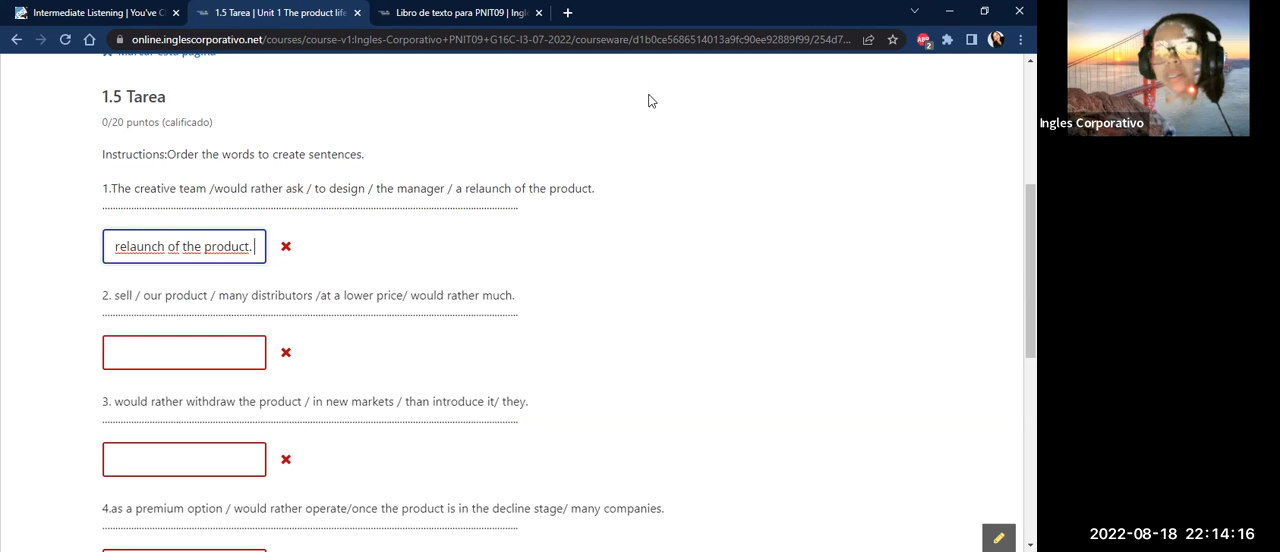 Intermediate Listening | You've C
1.5 Tarea | Unit 1 The product life
Libro de texto para PNIT09 | Ingl
online.inglescorporativo.net/courses/course-v1:Ingles-Corporativo+PNIT09+G16C-I3-07-2022/courseware/d1b0ce5686514013a9fc90ee92889f99/254d7...
ABP
2
Marcar esta página
1.5 Tarea
0/20 puntos (calificado)
Instructions:Order the words to create sentences.
1.The creative team /would rather ask / to design / the manager / a relaunch of the product.
relaunch of the product.
2. sell / our product / many distributors /at a lower price/ would rather much.
3. would rather withdraw the product / in new markets / than introduce it/ they.
4.as a premium option / would rather operate/once the product is in the decline stage/ many companies.
Ingles Corporativo
2022-08-18 22:14:16